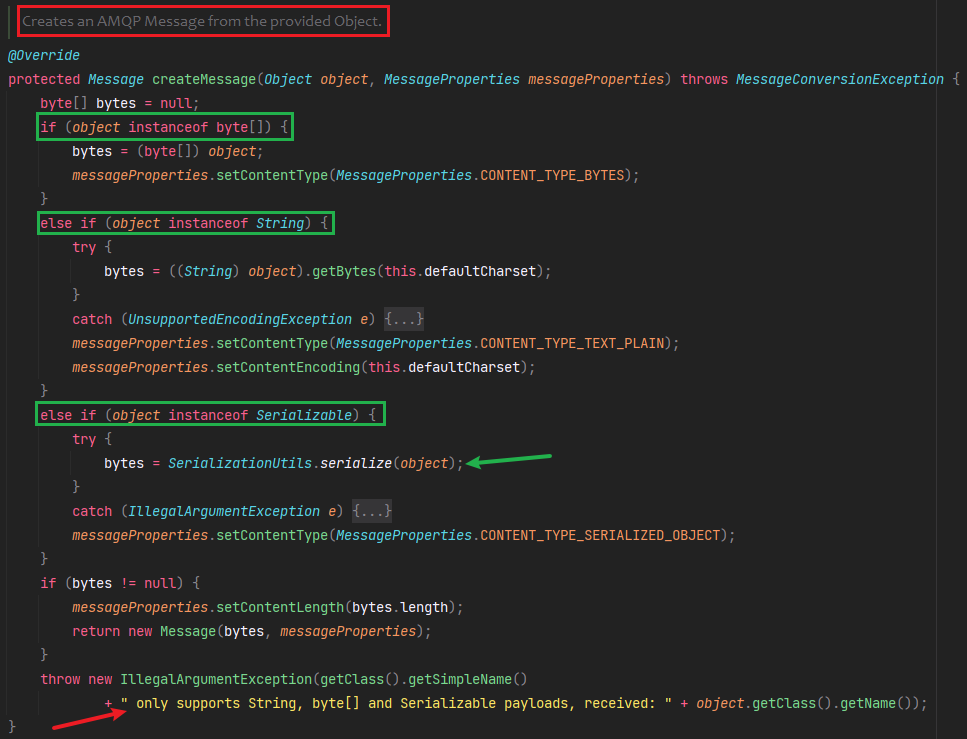 Creates an AMQP Message from the provided Object.
@Override
protected Message createMessage(Object object, MessageProperties messageProperties) throws MessageConversionException {
    byte[] bytes = null;
    if (object instanceof byte[]) {
        bytes = (byte[]) object;
        messageProperties.setContentType(MessageProperties.CONTENT_TYPE_BYTES);
    }
    else if (object instanceof String) {
        try {
            bytes = ((String) object).getBytes(this.defaultCharset);
        }
        catch (UnsupportedEncodingException e) {...}
        messageProperties.setContentType(MessageProperties.CONTENT_TYPE_TEXT_PLAIN);
        messageProperties.setContentEncoding(this.defaultCharset);
    }
    else if (object instanceof Serializable) {
        try {
            bytes = SerializationUtils.serialize(object);
        }
        catch (IllegalArgumentException e) {...}
        messageProperties.setContentType(MessageProperties.CONTENT_TYPE_SERIALIZED_OBJECT);
    }
    if (bytes != null) {
        messageProperties.setContentLength(bytes.length);
        return new Message(bytes, messageProperties);
    }
    throw new IllegalArgumentException(getClass().getSimpleName()
            + " only supports String, byte[] and Serializable payloads, received: " + object.getClass().getName());
}